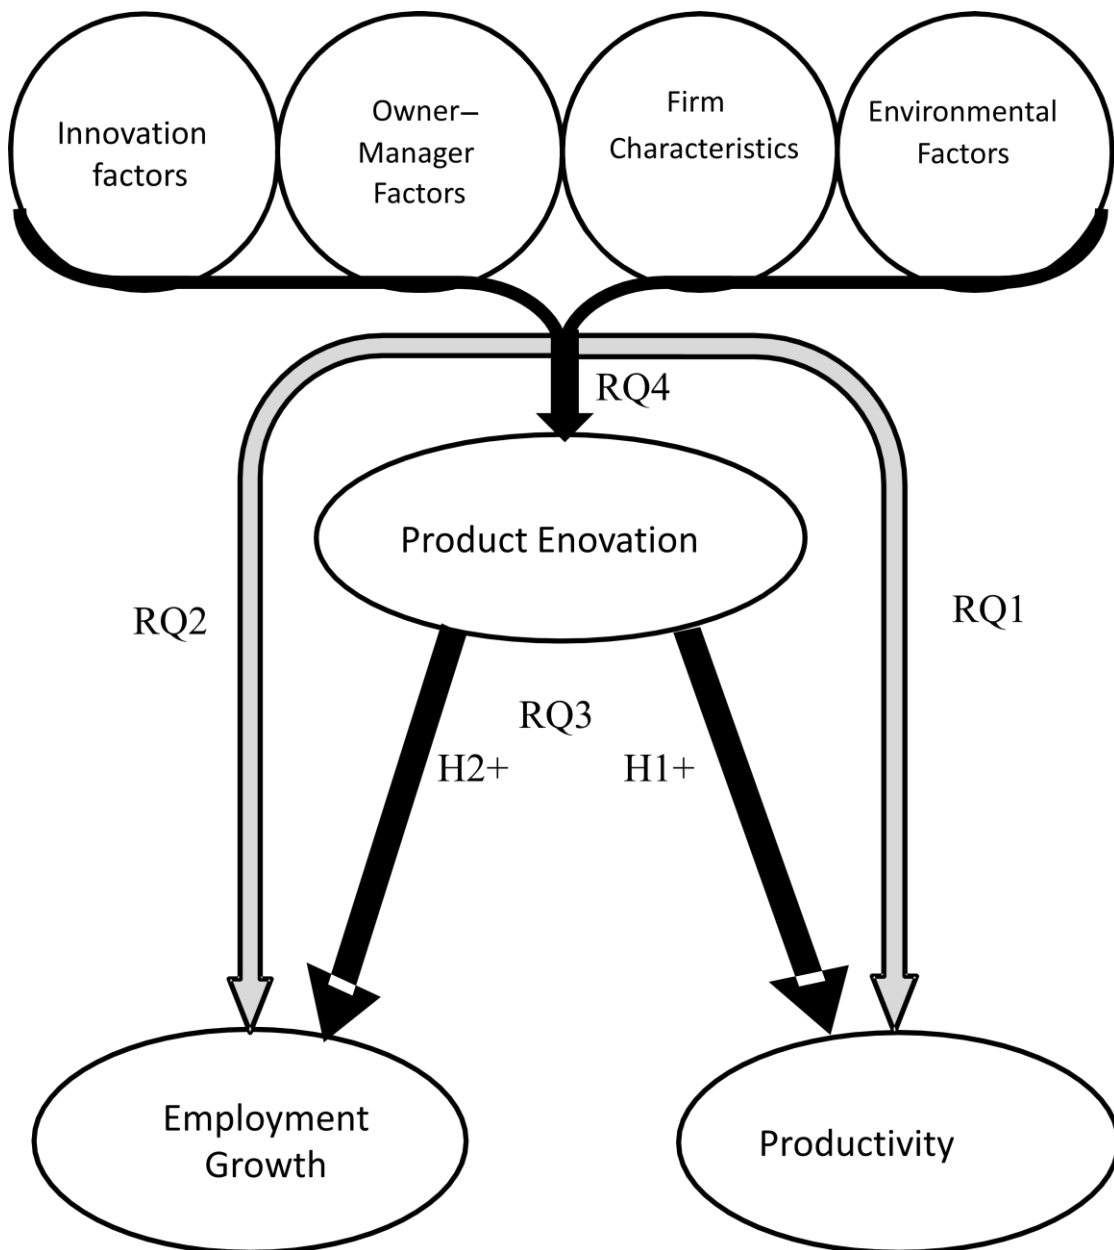 Innovation
factors
Owner–
Manager
Factors
Firm
Characteristics
Environmental
Factors
RQ4
Product Enovation
RQ2
RQ1
RQ3
H2+
H1+
Employment
Growth
Productivity